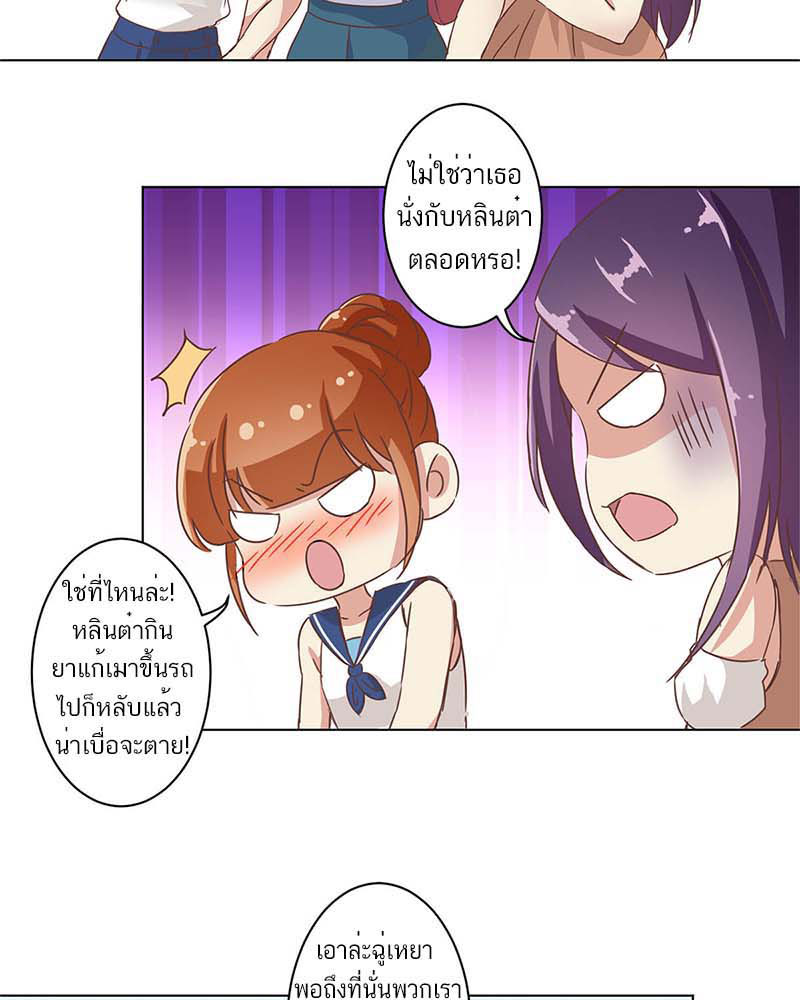 ไม่ใช่ว่าเธอ
นั่งกับหลินต๋า
ตลอดหรอ!
ใช่ที่ไหนล่ะ!
หลินต๋ากิน
ยาแก้เมาขึ้นรถ
ไปก็หลับแล้ว
น่าเบื่อจะตาย!
เอาล่ะฉู่เหยา
พอถึงที่นั่นพวกเรา